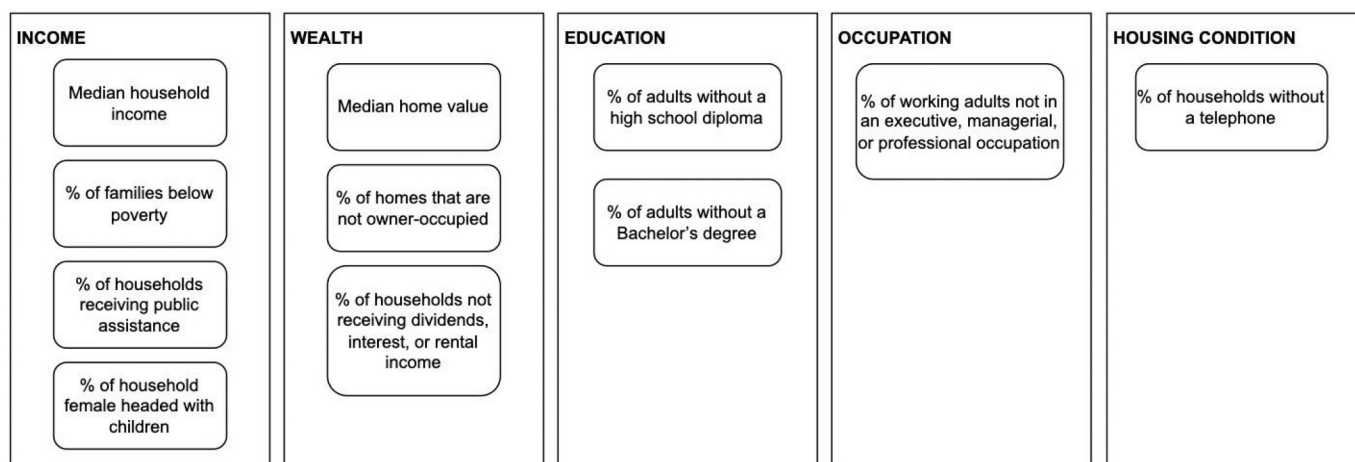 INCOME
Median household
income
% of families below
poverty
% of households
receiving public
assistance
% of household
female headed with
children
WEALTH
Median home value
% of homes that are
not owner-occupied
% of households not
receiving dividends,
interest, or rental
income
EDUCATION
% of adults without a
high school diploma
% of adults without a
Bachelor’s degree
OCCUPATION
% of working adults not in
an executive, managerial,
or professional occupation
HOUSING CONDITION
% of households without
a telephone